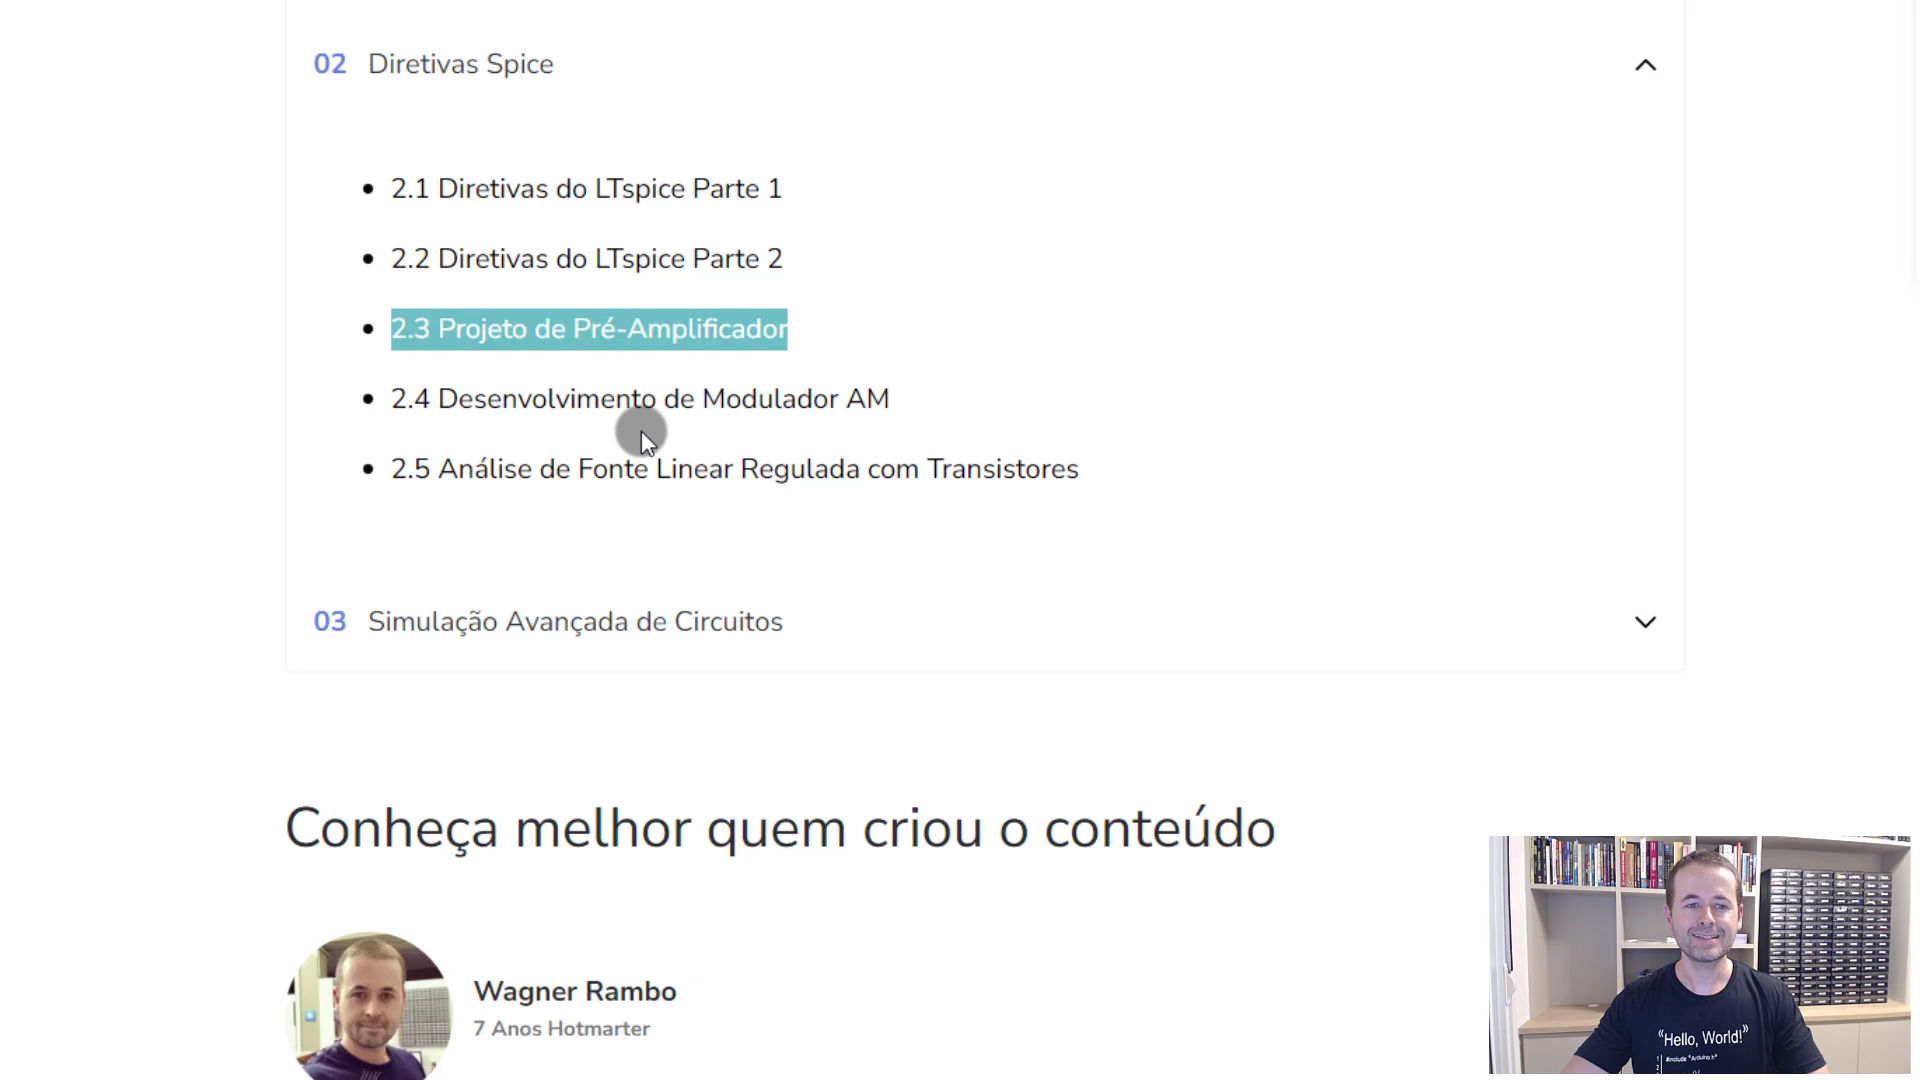 02 Diretivas Spice
2.1 Diretivas do LTspice Parte 1
2.2 Diretivas do LTspice Parte 2
2.3 Projeto de Pré-Amplificador
2.4 Desenvolvimento de Modulador AM
2.5 Análise de Fonte Linear Regulada com Transistores
03 Simulação Avançada de Circuitos
Conheça melhor quem criou o conteúdo
Wagner Rambo
7 Anos Hotmarter
“Hello, World!”
#include "Arduino.h"